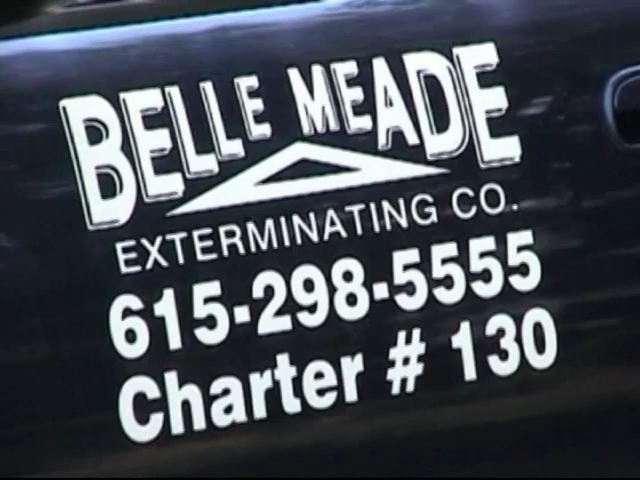 BELLE MEADE
EXTERMINATING CO.
615-298-5555
Charter # 130